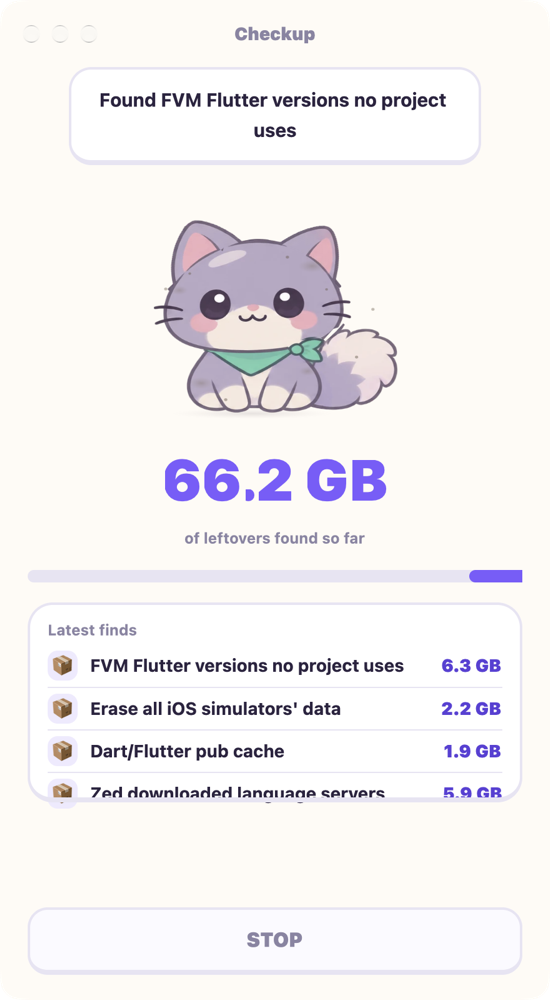 Checkup
Found FVM Flutter versions no project
uses
66.2 GB
of leftovers found so far
Latest finds
FVM Flutter versions no project uses 6.3 GB
Erase all iOS simulators' data 2.2 GB
Dart/Flutter pub cache 1.9 GB
Zed downloaded language servers 5.9 GB
STOP